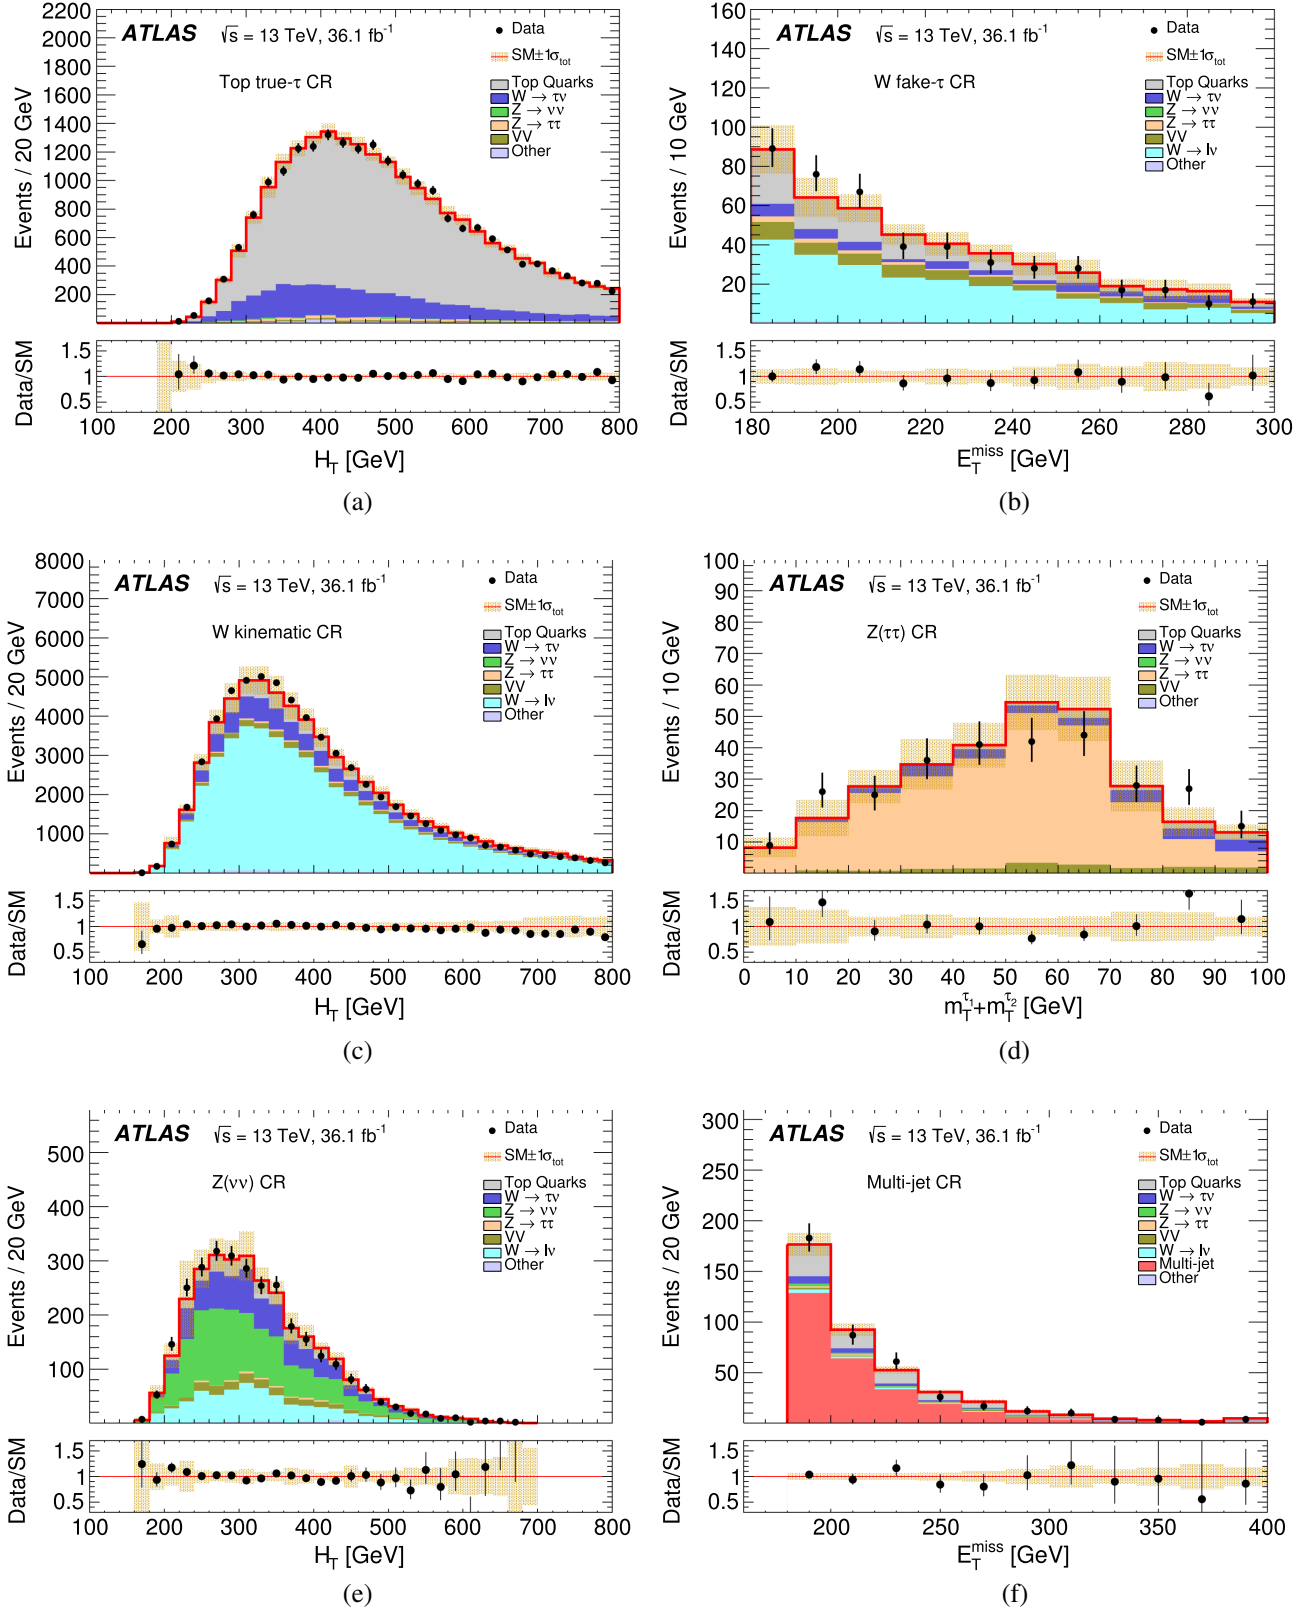 2200
2000
1800
1600
1400
1200
1000
800
600
400
200
Events / 20 GeV
ATLAS
√s = 13 TeV, 36.1 fb⁻¹
Top true-τ CR
Data
SM±1σtot
Top Quarks
W → τν
Z → νν
Z → ττ
VV
Other
1.5
1
0.5
Data/SM
100 200 300 400 500 600 700 800
H_T [GeV]
(a)
160
140
120
100
80
60
40
20
Events / 10 GeV
ATLAS
√s = 13 TeV, 36.1 fb⁻¹
W fake-τ CR
Data
SM±1σtot
Top Quarks
W → τν
Z → νν
Z → ττ
VV
W → lν
Other
1.5
1
0.5
Data/SM
180 200 220 240 260 280 300
E_T^miss [GeV]
(b)
8000
7000
6000
5000
4000
3000
2000
1000
Events / 20 GeV
ATLAS
√s = 13 TeV, 36.1 fb⁻¹
W kinematic CR
Data
SM±1σtot
Top Quarks
W → τν
Z → νν
Z → ττ
VV
W → lν
Other
1.5
1
0.5
Data/SM
100 200 300 400 500 600 700 800
H_T [GeV]
(c)
100
90
80
70
60
50
40
30
20
10
Events / 10 GeV
ATLAS
√s = 13 TeV, 36.1 fb⁻¹
Z(ττ) CR
Data
SM±1σtot
Top Quarks
W → τν
Z → νν
Z → ττ
VV
W → lν
Other
1.5
1
0.5
Data/SM
0 10 20 30 40 50 60 70 80 90 100
m_T^τ₁+m_T^τ₂ [GeV]
(d)
500
400
300
200
100
Events / 20 GeV
ATLAS
√s = 13 TeV, 36.1 fb⁻¹
Z(νν) CR
Data
SM±1σtot
Top Quarks
W → τν
Z → νν
Z → ττ
VV
W → lν
Other
1.5
1
0.5
Data/SM
100 200 300 400 500 600 700 800
H_T [GeV]
(e)
300
250
200
150
100
50
Events / 20 GeV
ATLAS
√s = 13 TeV, 36.1 fb⁻¹
Multi-jet CR
Data
SM±1σtot
Top Quarks
W → τν
Z → νν
Z → ττ
VV
W → lν
Multi-jet
Other
1.5
1
0.5
Data/SM
200 250 300 350 400
E_T^miss [GeV]
(f)